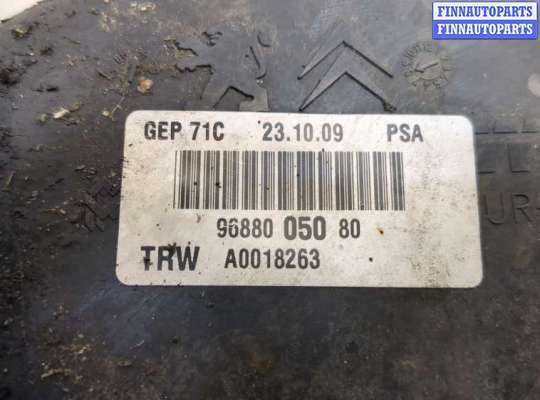 FINNAUTOPARTS
FINNAUTOPARTS
GEP 71C 23.10.09 PSA
96880 050 80
TRW A0018263